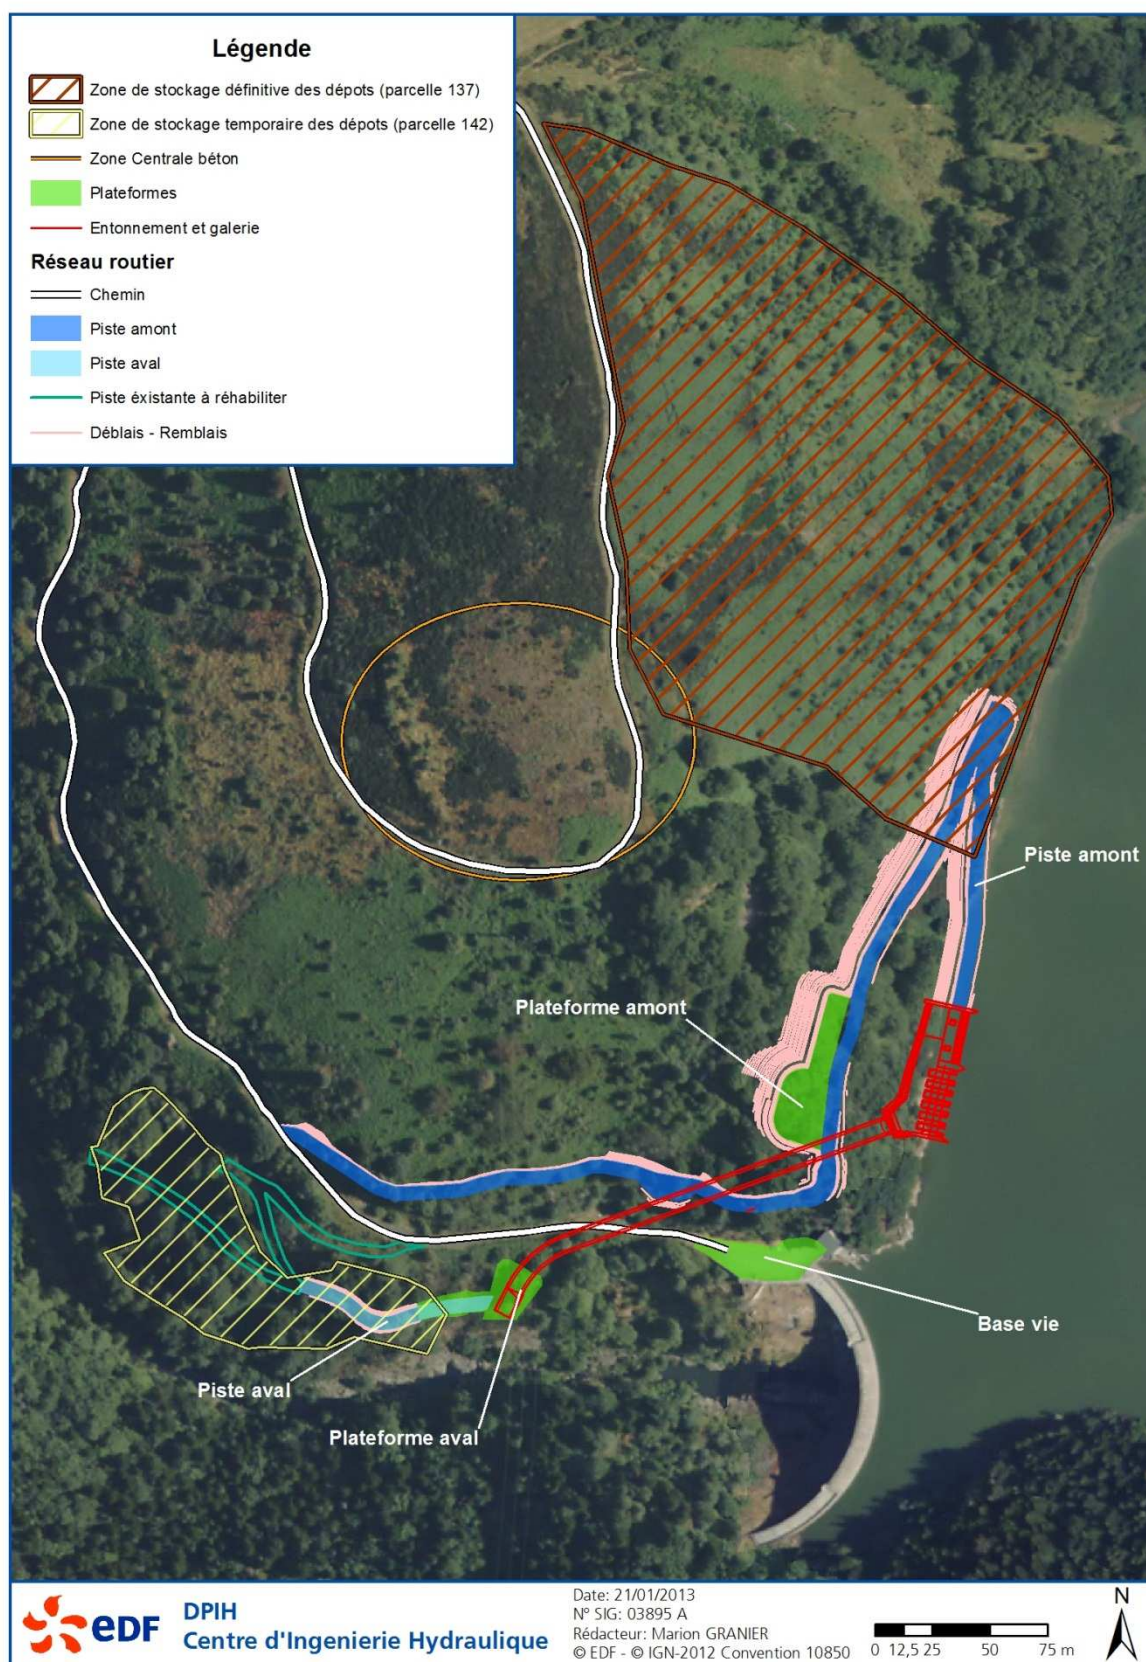 Légende
Zone de stockage définitive des dépots (parcelle 137)
Zone de stockage temporaire des dépots (parcelle 142)
Zone Centrale béton
Plateformes
Entonnement et galerie
Réseau routier
Chemin
Piste amont
Piste aval
Piste éxistante à réhabiliter
Déblais - Remblais
Piste amont
Plateforme amont
Base vie
Piste aval
Plateforme aval
edf
DPIH
Centre d'Ingenierie Hydraulique
Date: 21/01/2013
N° SIG: 03895 A
Rédacteur: Marion GRANIER
© EDF - © IGN-2012 Convention 10850
0 12,5 25 50 75 m
N